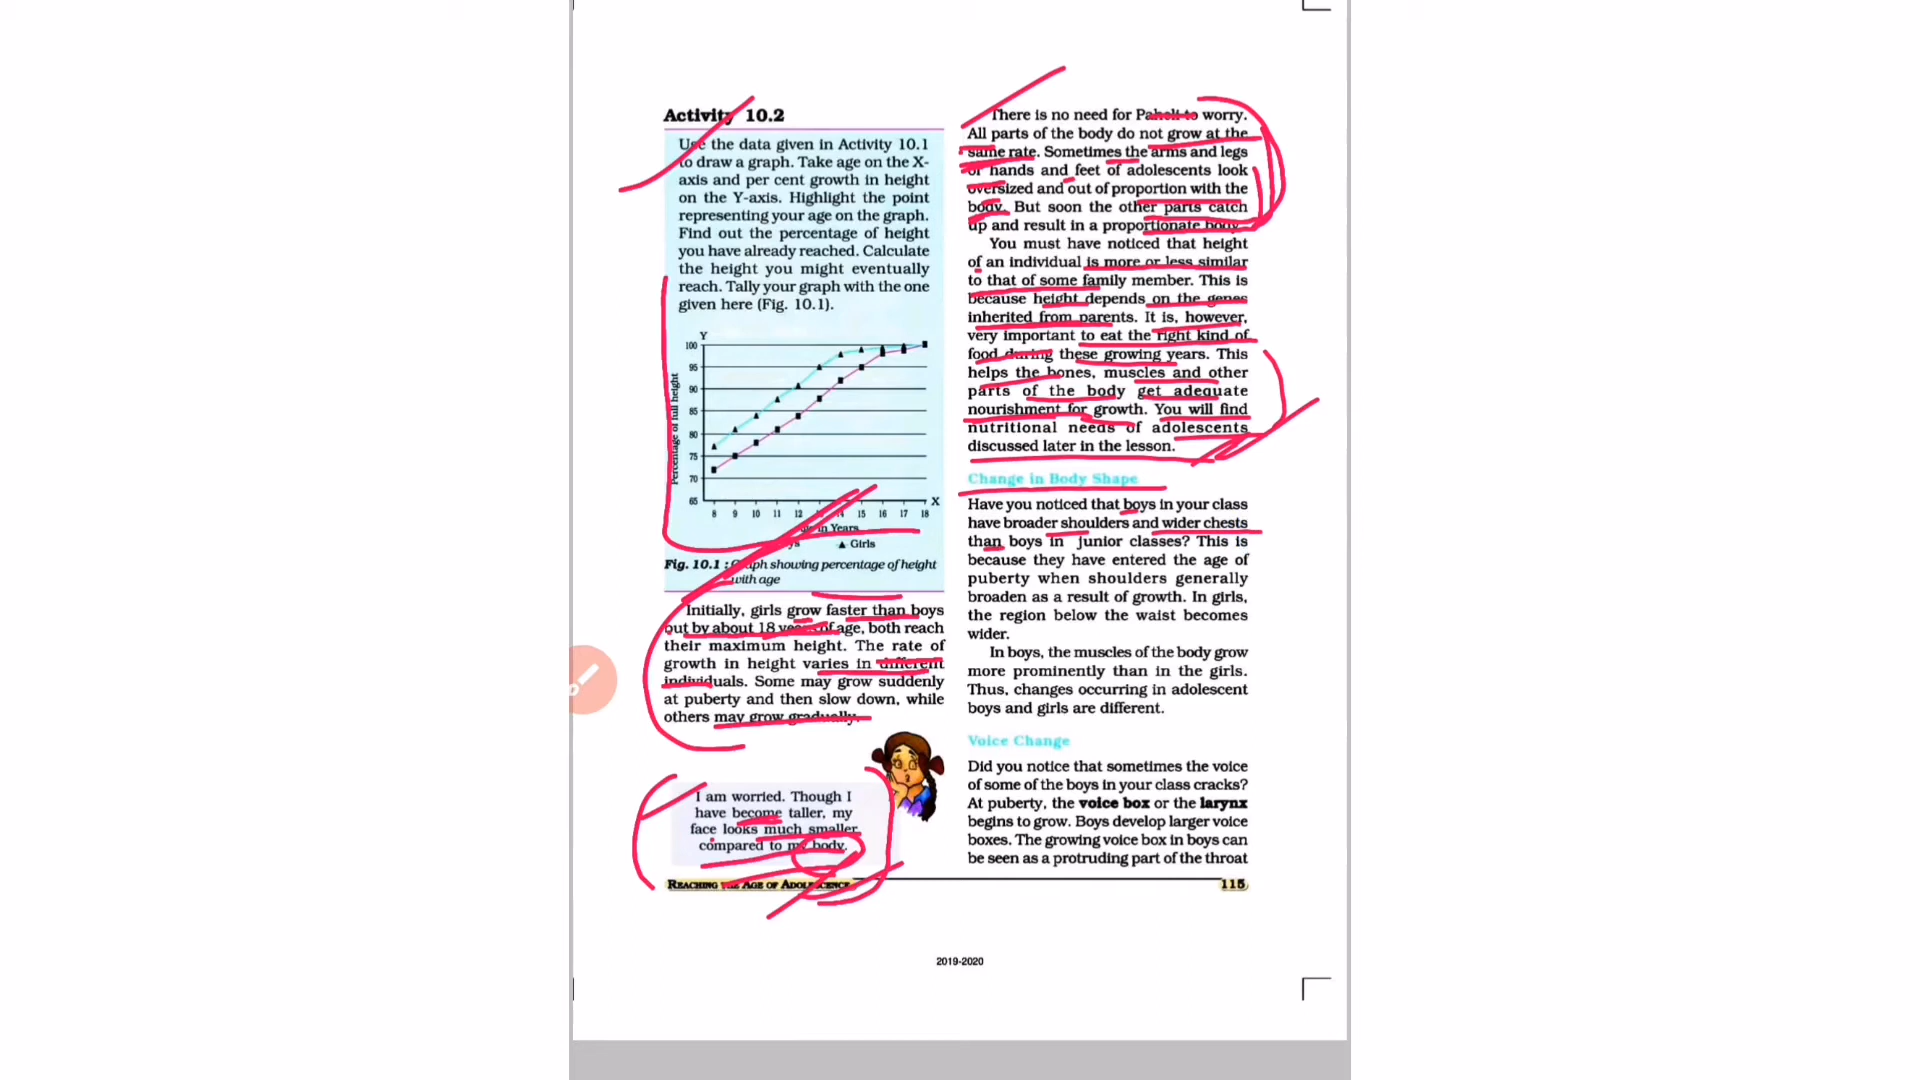 Activity 10.2
Use the data given in Activity 10.1
to draw a graph. Take age on the X-
axis and per cent growth in height
on the Y-axis. Highlight the point
representing your age on the graph.
Find out the percentage of height
you have already reached. Calculate
the height you might eventually
reach. Tally your graph with the one
given here (Fig. 10.1).
Y
100
95
90
85
80
75
70
65
Percentage of full height
X
8 9 10 11 12 14 15 16 17 18
in Years
Girls
Fig. 10.1 : Graph showing percentage of height
with age
Initially, girls grow faster than boys
but by about 18 years of age, both reach
their maximum height. The rate of
growth in height varies in different
individuals. Some may grow suddenly
at puberty and then slow down, while
others may grow gradually.
I am worried. Though I
have become taller, my
face looks much smaller
compared to my body.
There is no need for Paheli to worry.
All parts of the body do not grow at the
same rate. Sometimes the arms and legs
or hands and feet of adolescents look
oversized and out of proportion with the
body. But soon the other parts catch
up and result in a proportionate body.
You must have noticed that height
of an individual is more or less similar
to that of some family member. This is
because height depends on the genes
inherited from parents. It is, however,
very important to eat the right kind of
food during these growing years. This
helps the bones, muscles and other
parts of the body get adequate
nourishment for growth. You will find
nutritional needs of adolescents
discussed later in the lesson.
Change in Body Shape
Have you noticed that boys in your class
have broader shoulders and wider chests
than boys in junior classes? This is
because they have entered the age of
puberty when shoulders generally
broaden as a result of growth. In girls,
the region below the waist becomes
wider.
In boys, the muscles of the body grow
more prominently than in the girls.
Thus, changes occurring in adolescent
boys and girls are different.
Voice Change
Did you notice that sometimes the voice
of some of the boys in your class cracks?
At puberty, the voice box or the larynx
begins to grow. Boys develop larger voice
boxes. The growing voice box in boys can
be seen as a protruding part of the throat
REACHING THE AGE OF ADOLESCENCE
115
2019-2020